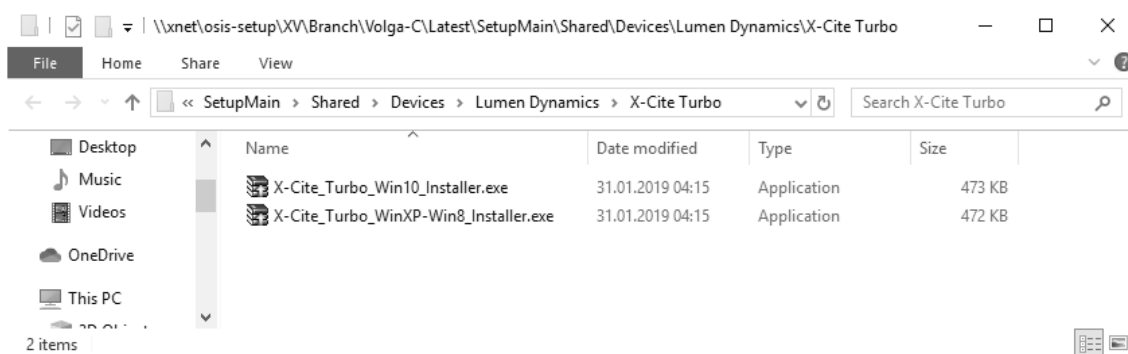 \\xnet\osis-setup\XV\Branch\Volga-C\Latest\SetupMain\Shared\Devices\Lumen Dynamics\X-Cite Turbo
File Home Share View
« SetupMain > Shared > Devices > Lumen Dynamics > X-Cite Turbo Search X-Cite Turbo
Desktop Name Date modified Type Size
Music X-Cite_Turbo_Win10_Installer.exe 31.01.2019 04:15 Application 473 KB
Videos X-Cite_Turbo_WinXP-Win8_Installer.exe 31.01.2019 04:15 Application 472 KB
OneDrive
This PC
2 items